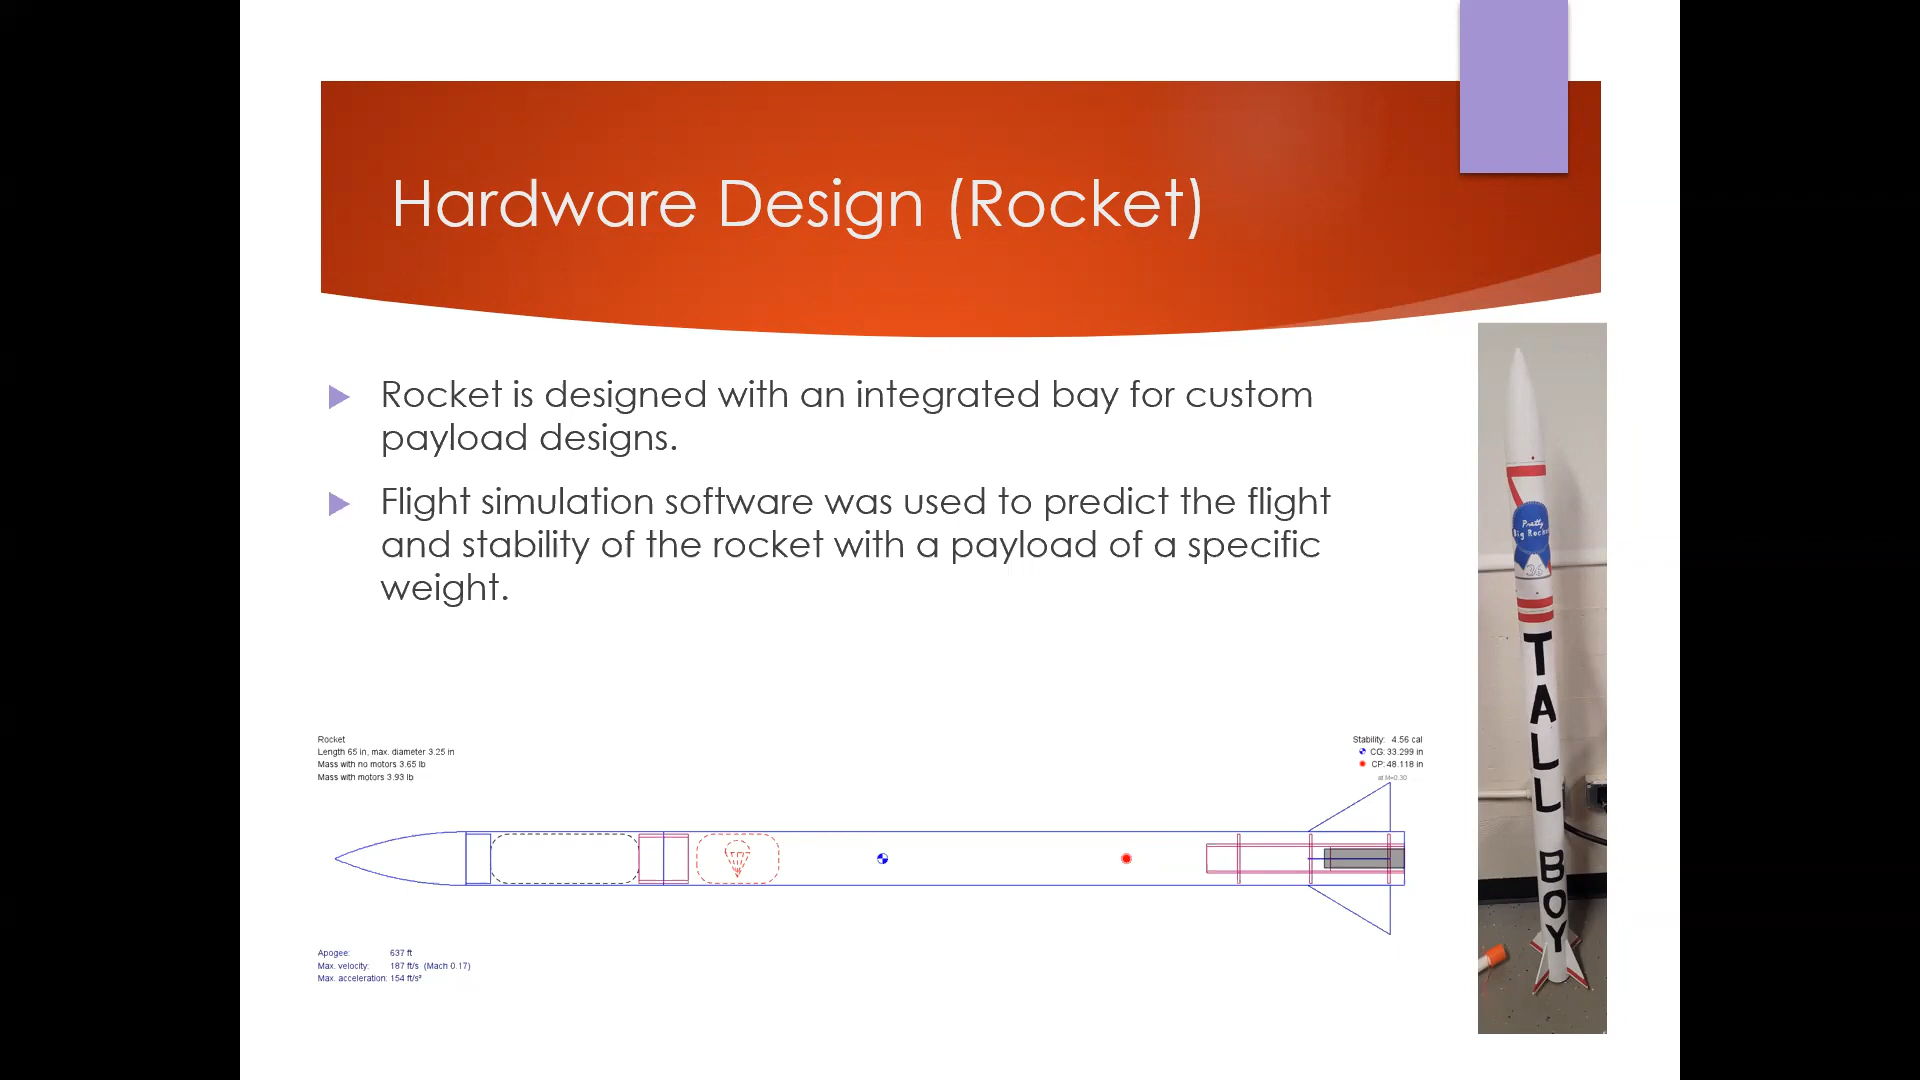 Hardware Design (Rocket)
Rocket is designed with an integrated bay for custom
payload designs.
Flight simulation software was used to predict the flight
and stability of the rocket with a payload of a specific
weight.
Rocket
Length 65 in, max. diameter 3.25 in
Mass with no motors 3.65 lb
Mass with motors 3.93 lb
Stability: 4.56 cal
CG: 33.299 in
CP: 48.118 in
at M=0.30
Apogee: 637 ft
Max. velocity: 187 ft/s (Mach 0.17)
Max. acceleration: 154 ft/s²
Pretty
Big
TALL
BOY